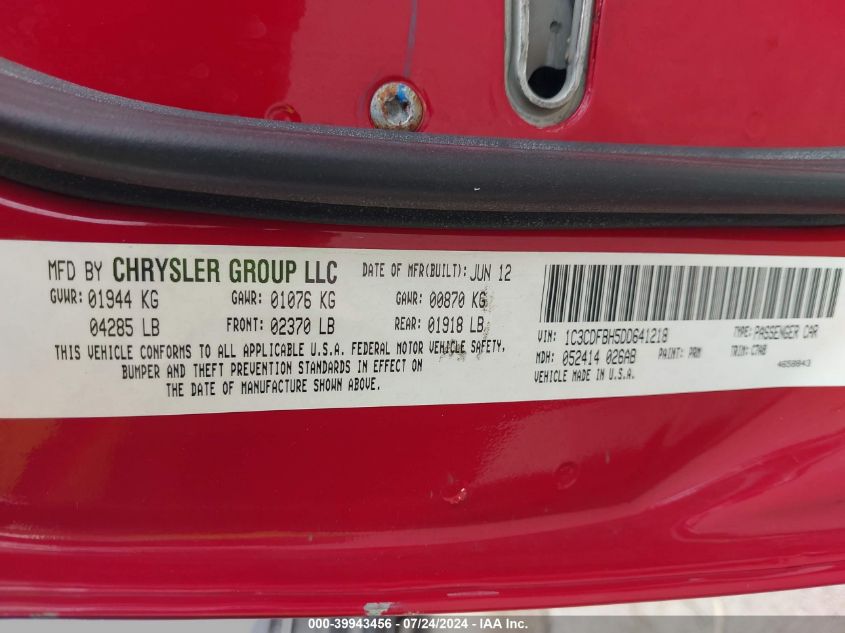 MFD BY CHRYSLER GROUP LLC DATE OF MFR(BUILT): JUN 12
GVWR: 01944 KG GAWR: 01076 KG GAWR: 00870 KG
04285 LB FRONT: 02370 LB REAR: 01918 LB
THIS VEHICLE CONFORMS TO ALL APPLICABLE U.S.A. FEDERAL MOTOR VEHICLE SAFETY,
BUMPER AND THEFT PREVENTION STANDARDS IN EFFECT ON
THE DATE OF MANUFACTURE SHOWN ABOVE.
VIN: 1C3CDFBH5DD641218 TYPE: PASSENGER CAR
MDH: 052414 026AB PAINT: PRM TRIM: C7AB
VEHICLE MADE IN U.S.A. 4658843
000-39943456 - 07/24/2024 - IAA Inc.